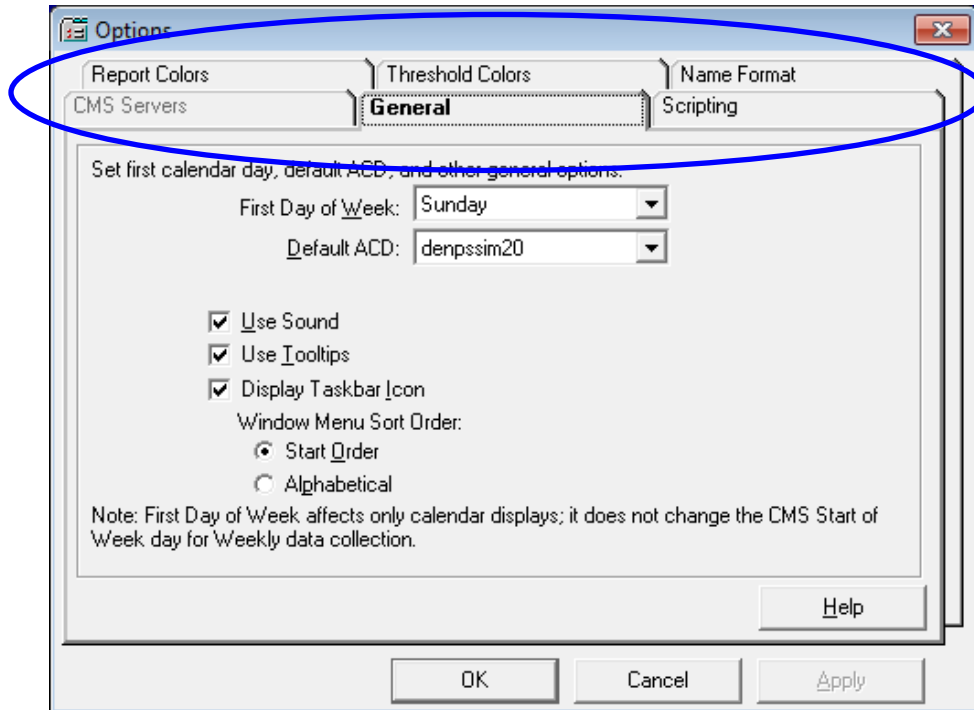 Options
Report Colors Threshold Colors Name Format
CMS Servers General Scripting
Set first calendar day, default ACD, and other general options.
First Day of Week: Sunday
Default ACD: denpssim20
Use Sound
Use Tooltips
Display Taskbar Icon
Window Menu Sort Order:
Start Order
Alphabetical
Note: First Day of Week affects only calendar displays; it does not change the CMS Start of
Week day for Weekly data collection.
Help
OK Cancel Apply